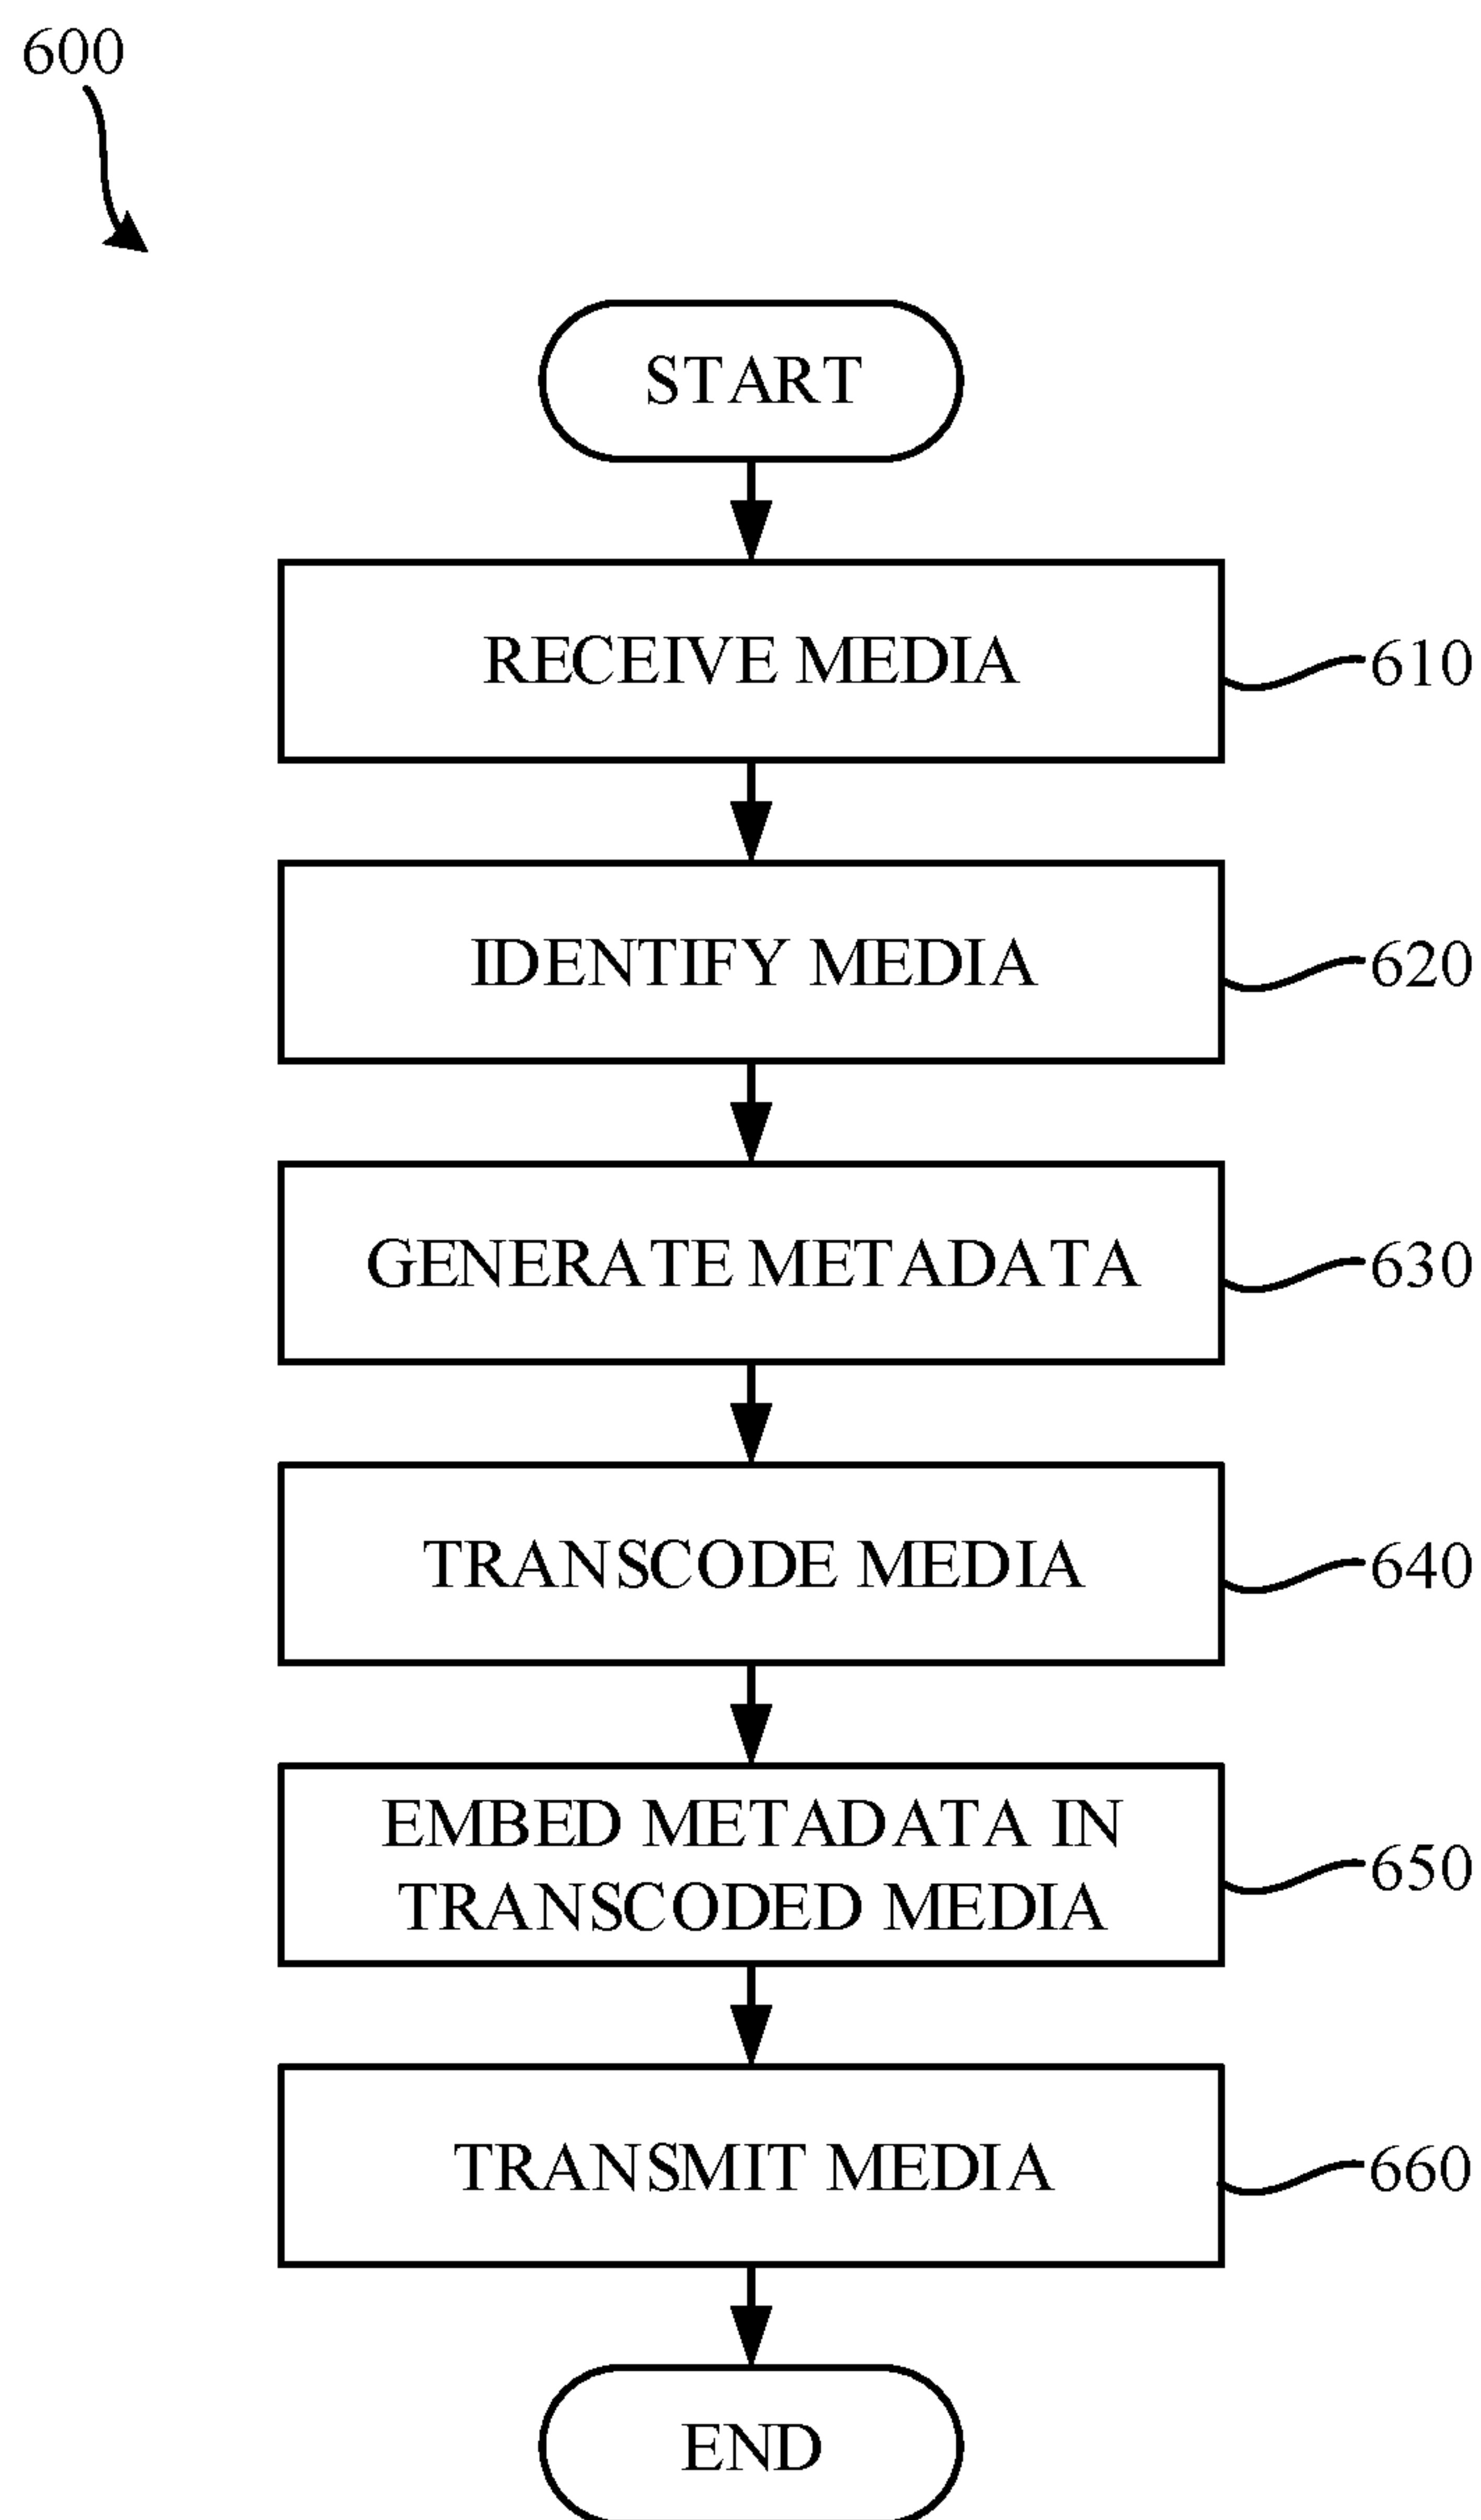 600
START
RECEIVE MEDIA
610
IDENTIFY MEDIA
620
GENERATE METADATA
630
TRANSCODE MEDIA
640
EMBED METADATA IN
TRANSCODED MEDIA
650
TRANSMIT MEDIA
660
END